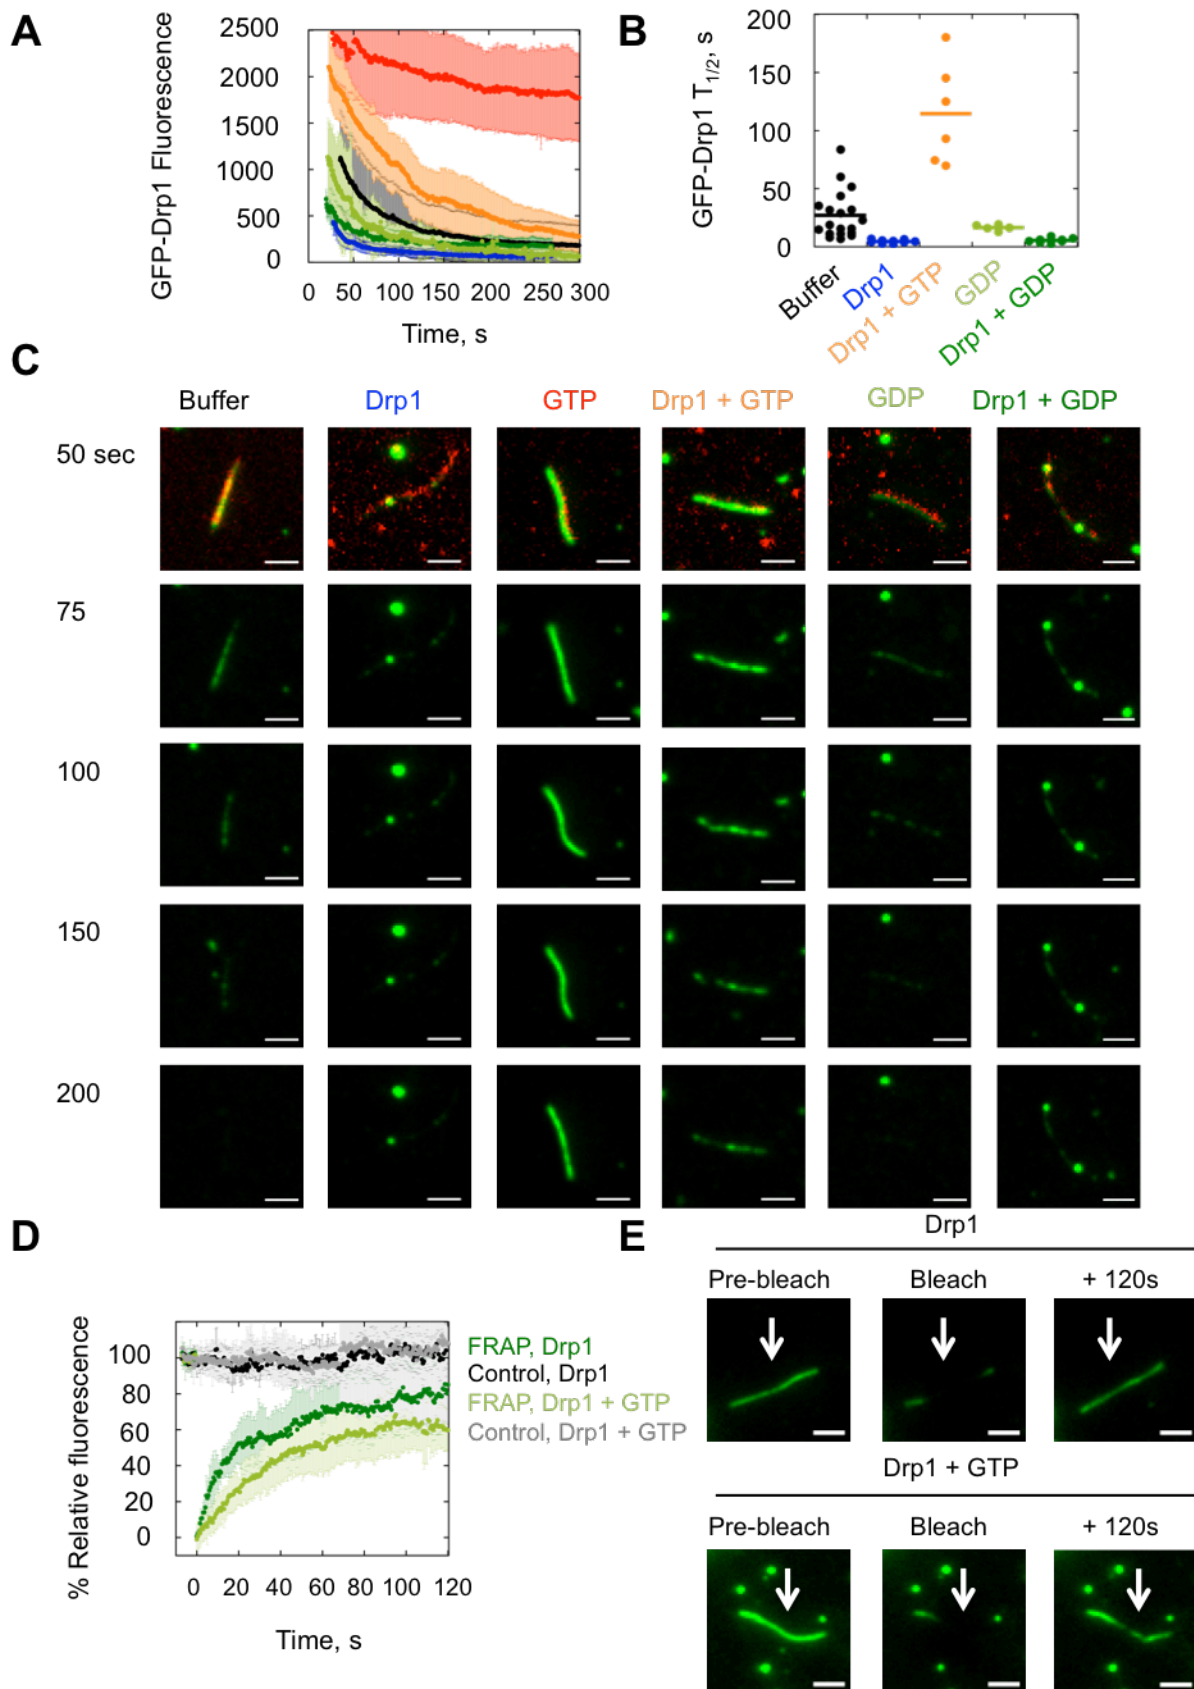 A
2500
2000
1500
1000
500
0
GFP-Drp1 Fluorescence
0 50 100 150 200 250 300
Time, s
B
200
150
100
50
0
GFP-Drp1 T1/2, s
Buffer
Drp1
Drp1 + GTP
GDP
Drp1 + GDP
C
Buffer Drp1 GTP Drp1 + GTP GDP Drp1 + GDP
50 sec
75
100
150
200
D
100
80
60
40
20
0
% Relative fluorescence
0 20 40 60 80 100 120
Time, s
FRAP, Drp1
Control, Drp1
FRAP, Drp1 + GTP
Control, Drp1 + GTP
E
Drp1
Pre-bleach Bleach + 120s
Drp1 + GTP
Pre-bleach Bleach + 120s